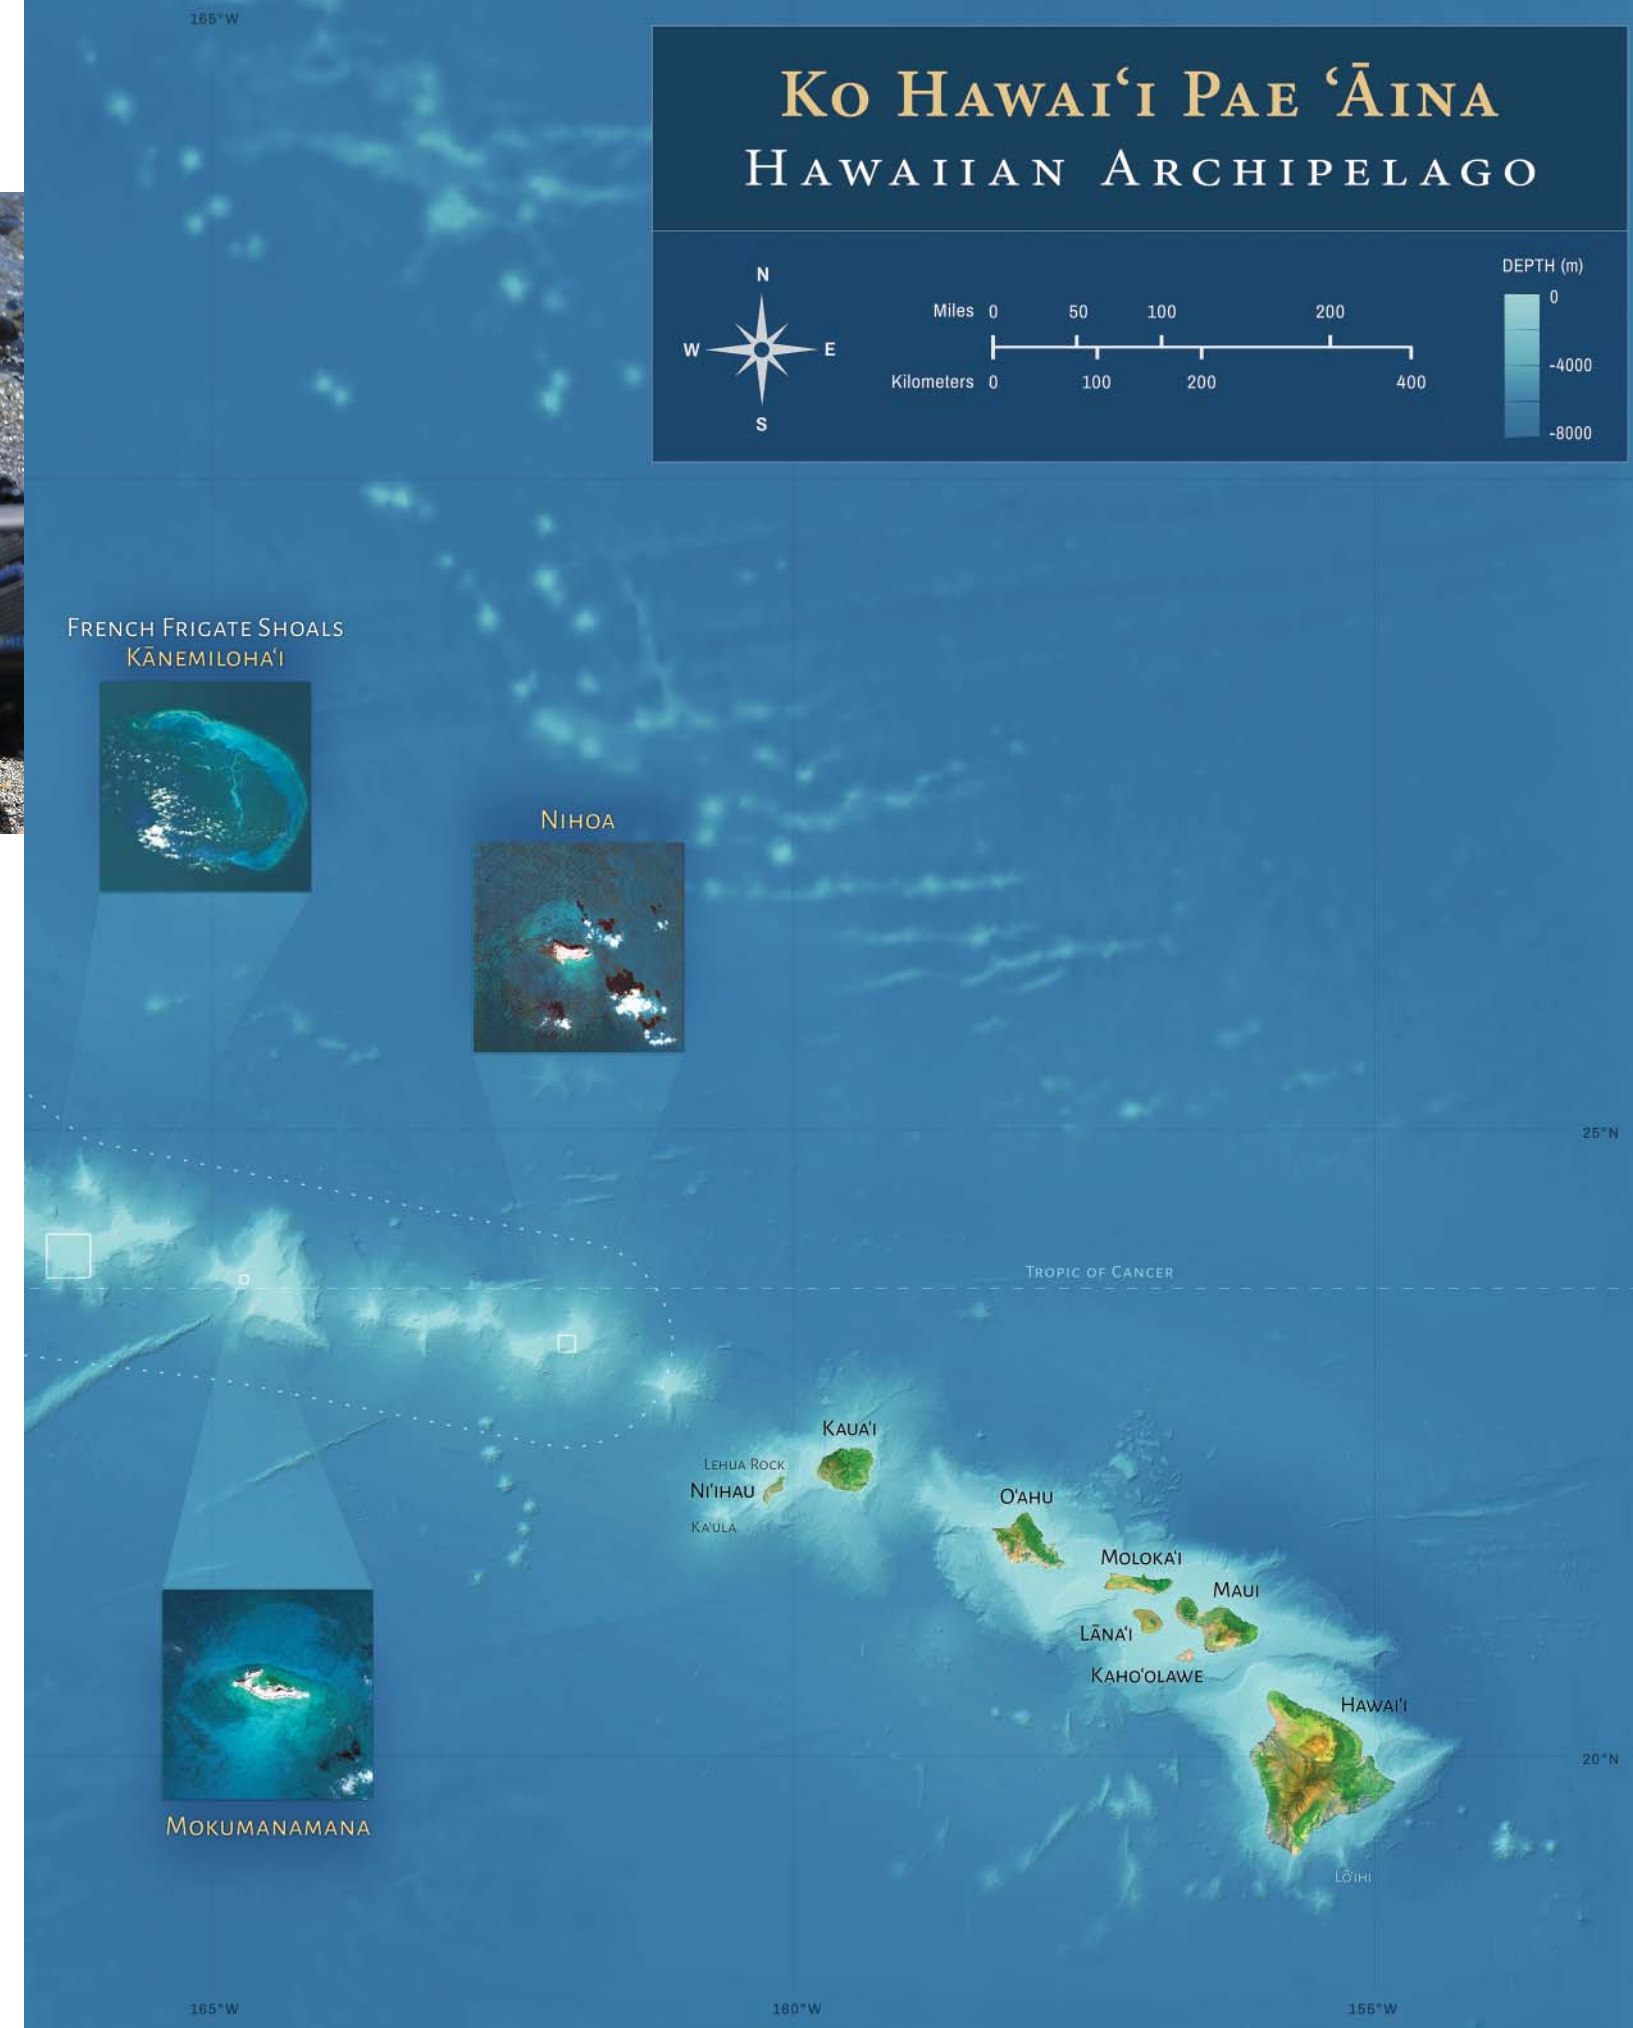 165°W
Ko Hawaiʻi Pae ʻĀina
Hawaiian Archipelago
N
W E
S
Miles 0 50 100 200
Kilometers 0 100 200 400
DEPTH (m)
0
-4000
-8000
French Frigate Shoals
Kānemilohaʻi
Nihoa
25°N
Tropic of Cancer
Kauaʻi
Lehua Rock
Niʻihau
Kaʻula
Oʻahu
Molokaʻi
Maui
Lānaʻi
Kahoʻolawe
Hawaiʻi
20°N
Mokumanamana
Lōʻihi
165°W 160°W 155°W